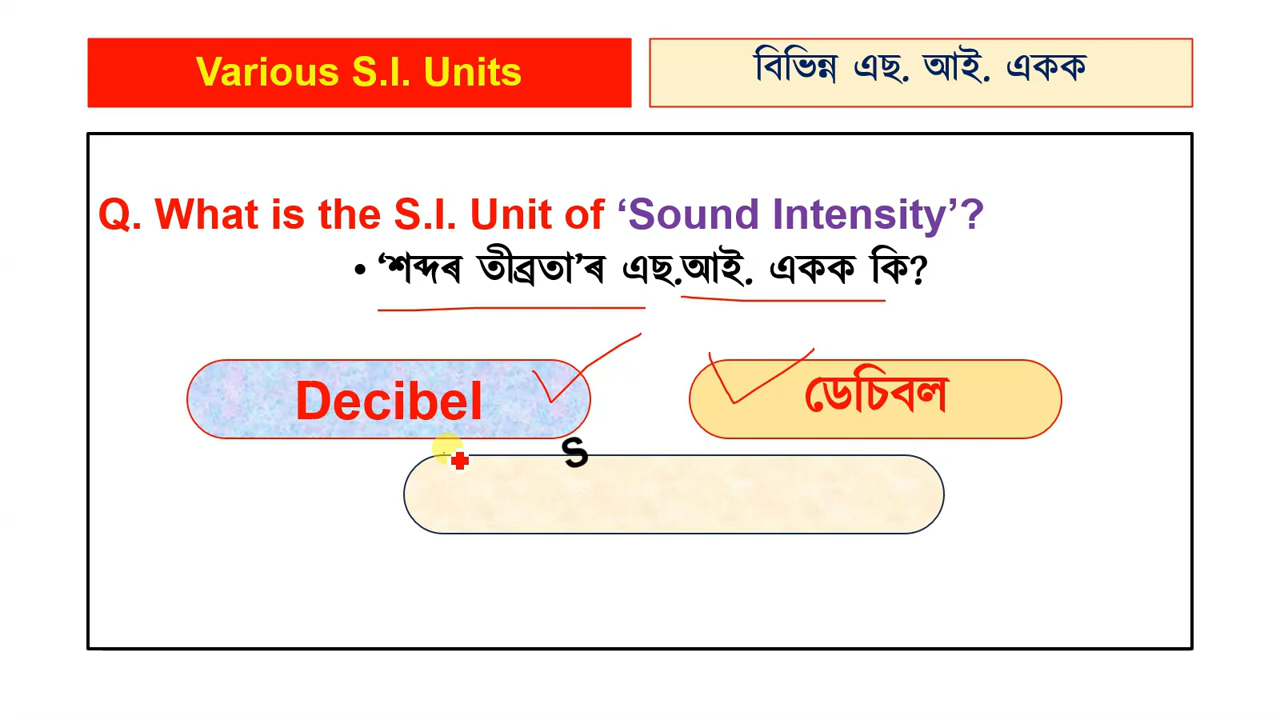 Various S.I. Units
বিভিন্ন এছ. আই. একক
Q. What is the S.I. Unit of ‘Sound Intensity’?
• ‘শব্দৰ তীব্ৰতা’ৰ এছ.আই. একক কি?
Decibel
ডেচিবল
S